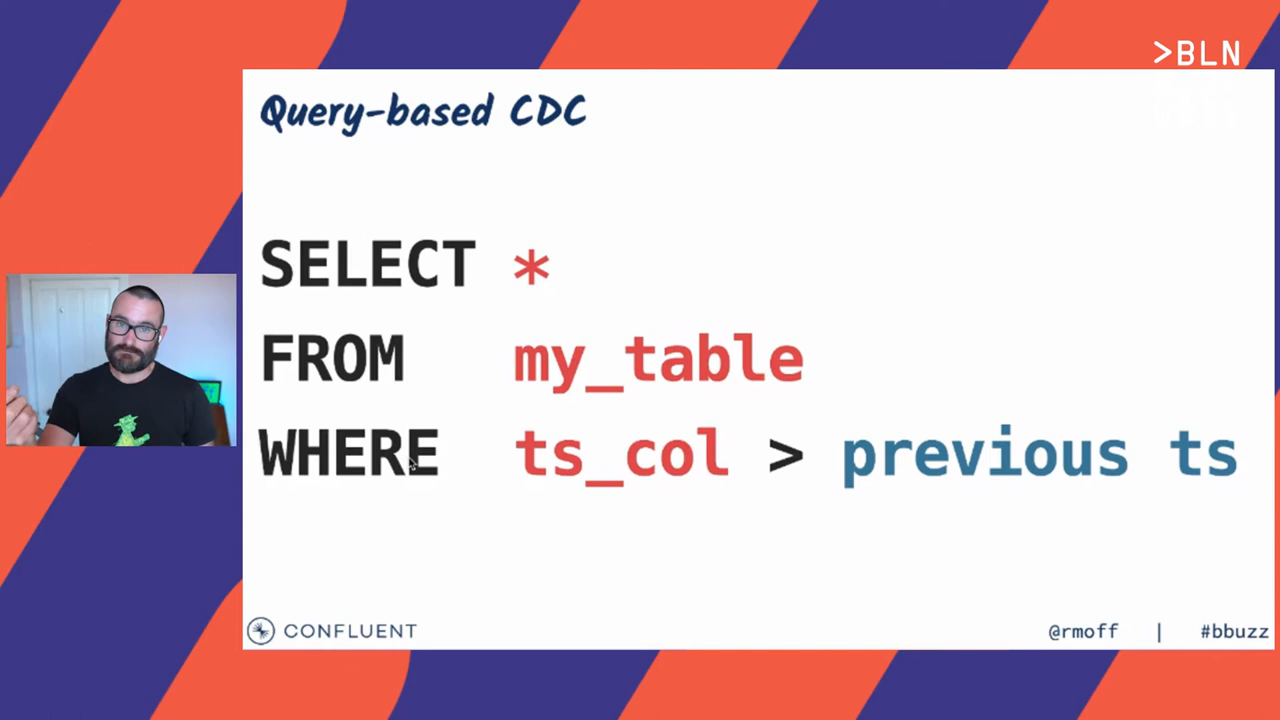 >BLN
Query-based CDC
SELECT *
FROM my_table
WHERE ts_col > previous ts
CONFLUENT
@rmoff | #bbuzz